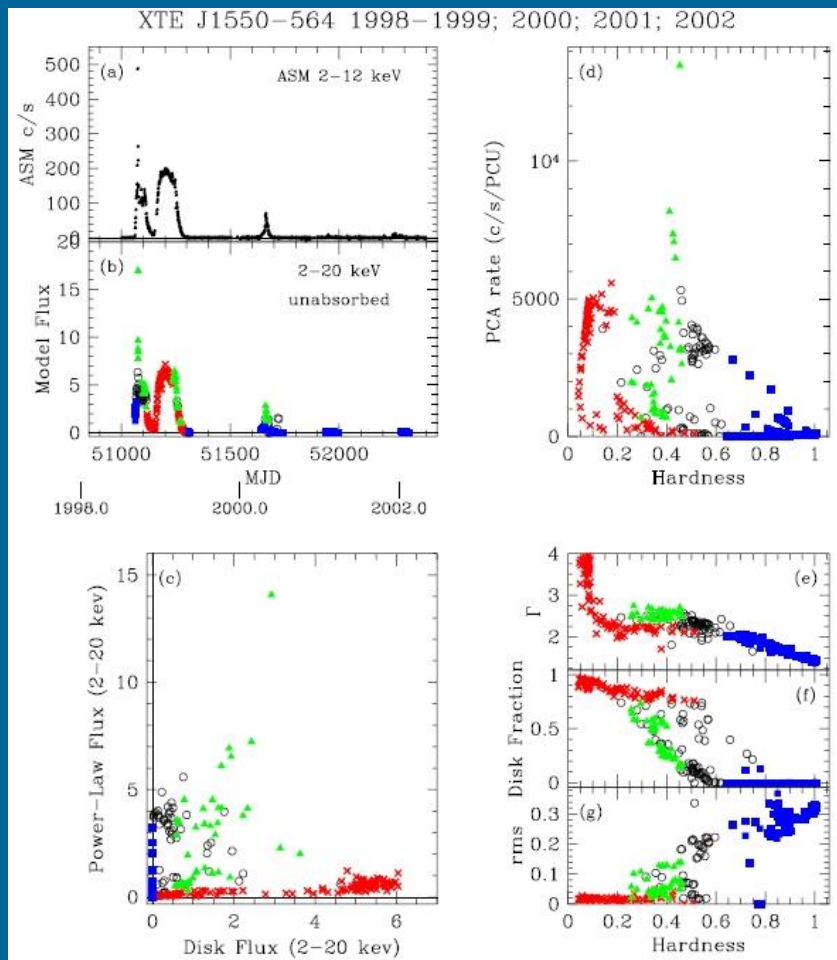 XTE J1550-564 1998-1999; 2000; 2001; 2002
(a)
ASM 2-12 keV
ASM c/s
500
400
300
200
100
0
(b)
2-20 keV
unabsorbed
Model Flux
20
15
10
5
0
51000 51500 52000
MJD
1998.0 2000.0 2002.0
(d)
PCA rate (c/s/PCU)
10⁴
5000
0
0 0.2 0.4 0.6 0.8 1
Hardness
(c)
Power-Law Flux (2-20 kev)
15
10
5
0
0 2 4 6
Disk Flux (2-20 kev)
(e)
Γ
4
3
2
(f)
Disk Fraction
1
0.5
0
(g)
rms
0.3
0.2
0.1
0
0 0.2 0.4 0.6 0.8 1
Hardness